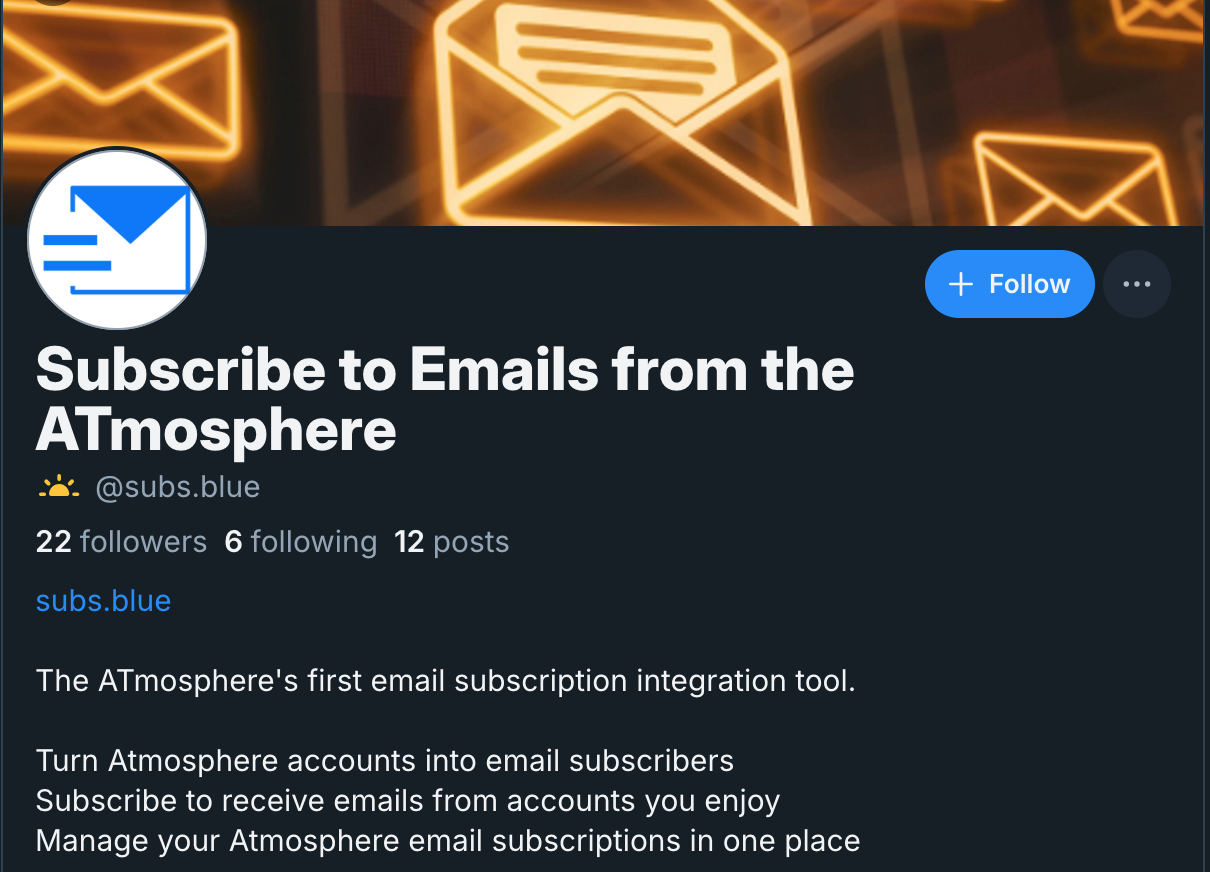 Follow
Subscribe to Emails from the
ATmosphere
@subs.blue
22 followers 6 following 12 posts
subs.blue
The ATmosphere's first email subscription integration tool.
Turn Atmosphere accounts into email subscribers
Subscribe to receive emails from accounts you enjoy
Manage your Atmosphere email subscriptions in one place